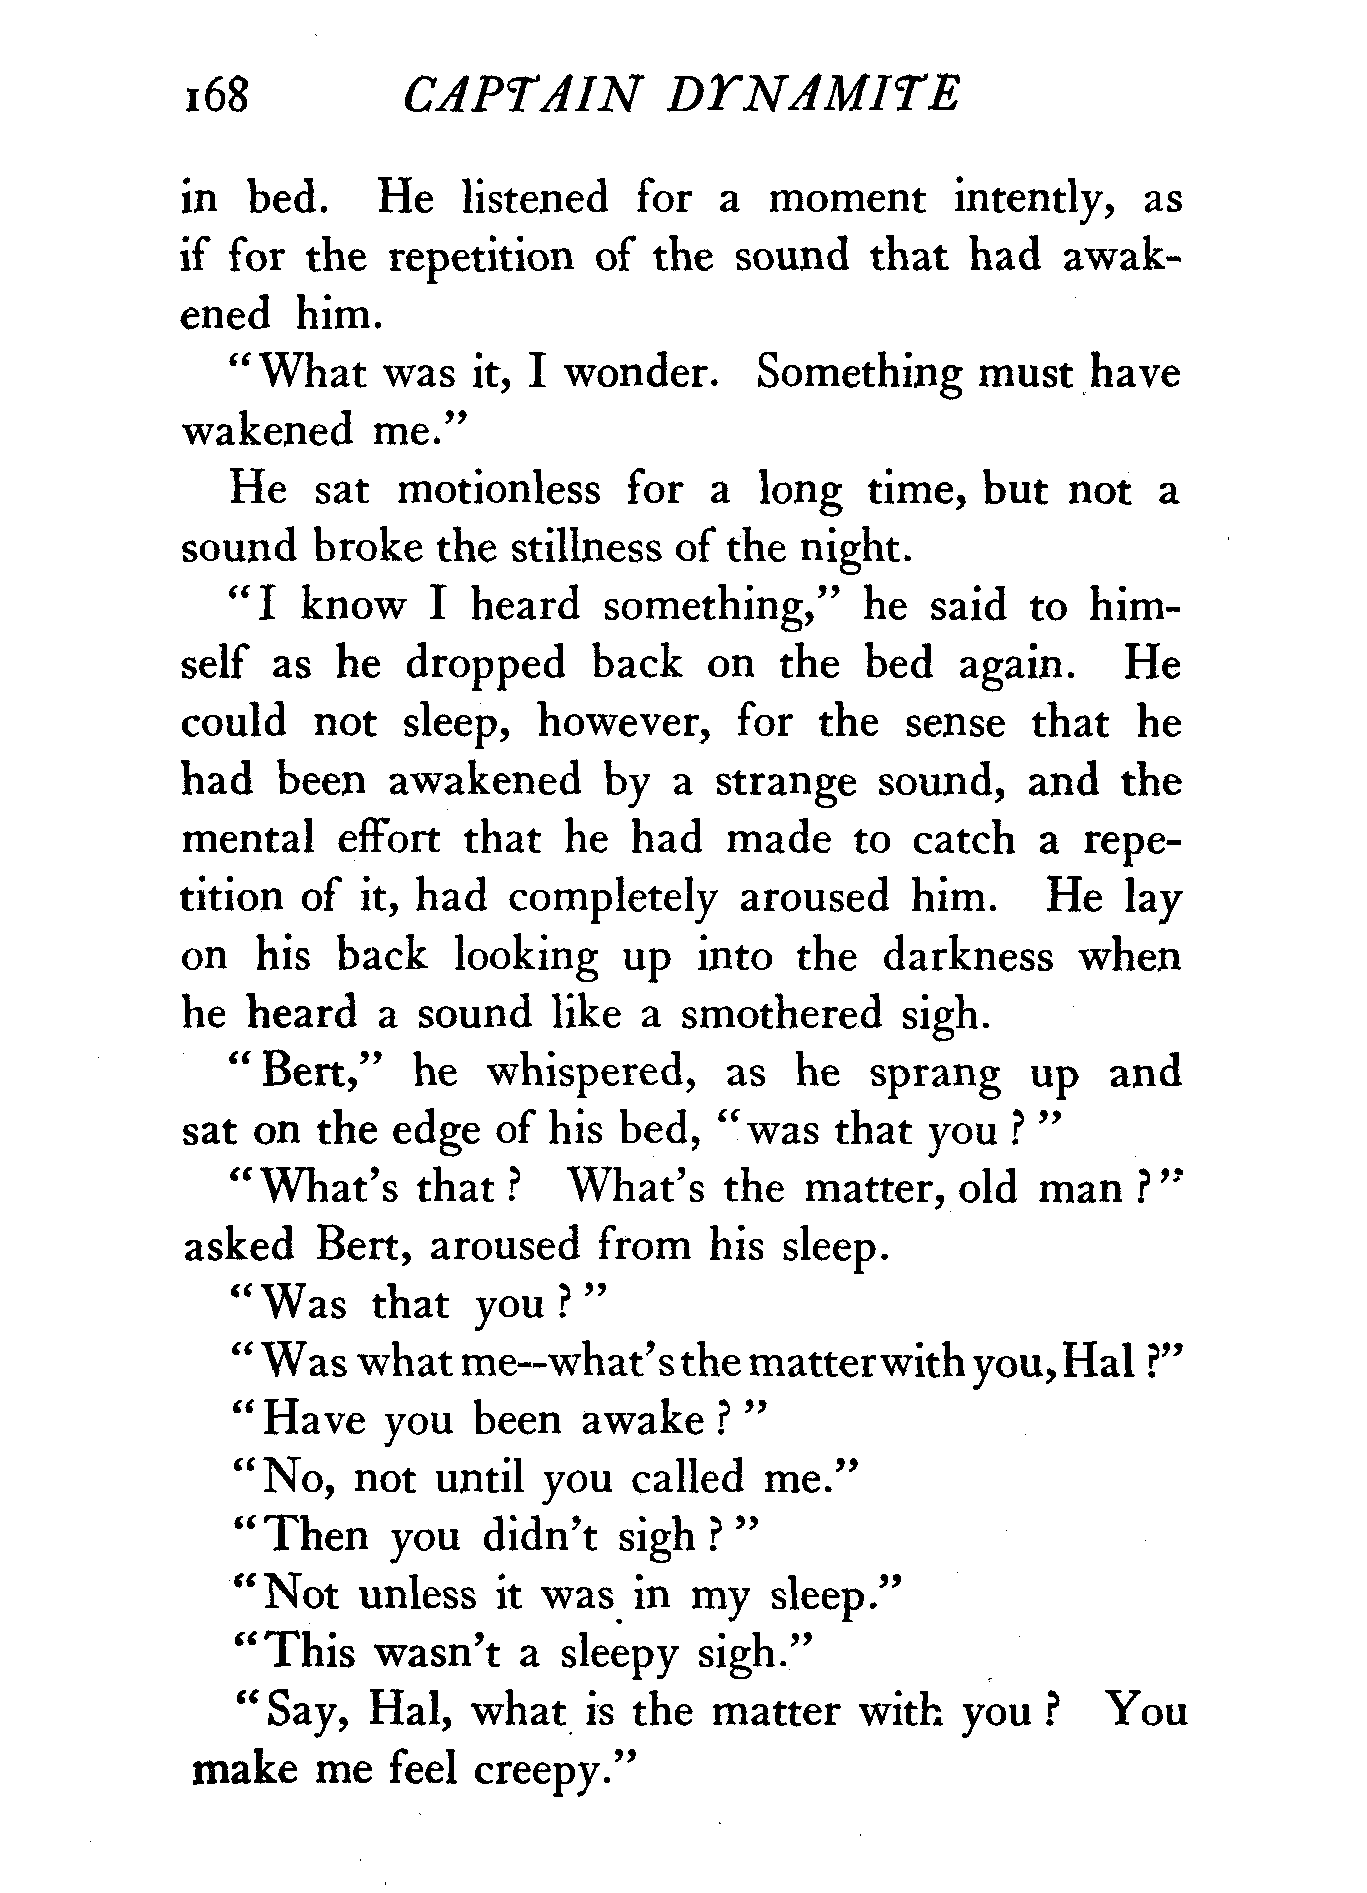 168 CAPTAIN DYNAMITE
in bed. He listened for a moment intently, as
if for the repetition of the sound that had awak-
ened him.
“What was it, I wonder. Something must have
wakened me.”
He sat motionless for a long time, but not a
sound broke the stillness of the night.
“I know I heard something,” he said to him-
self as he dropped back on the bed again. He
could not sleep, however, for the sense that he
had been awakened by a strange sound, and the
mental effort that he had made to catch a repe-
tition of it, had completely aroused him. He lay
on his back looking up into the darkness when
he heard a sound like a smothered sigh.
“Bert,” he whispered, as he sprang up and
sat on the edge of his bed, “was that you?”
“What's that? What's the matter, old man?”
asked Bert, aroused from his sleep.
“Was that you?”
“Was what me--what's the matter with you, Hal?”
“Have you been awake?”
“No, not until you called me.”
“Then you didn't sigh?”
“Not unless it was in my sleep.”
“This wasn't a sleepy sigh.”
“Say, Hal, what is the matter with you? You
make me feel creepy.”